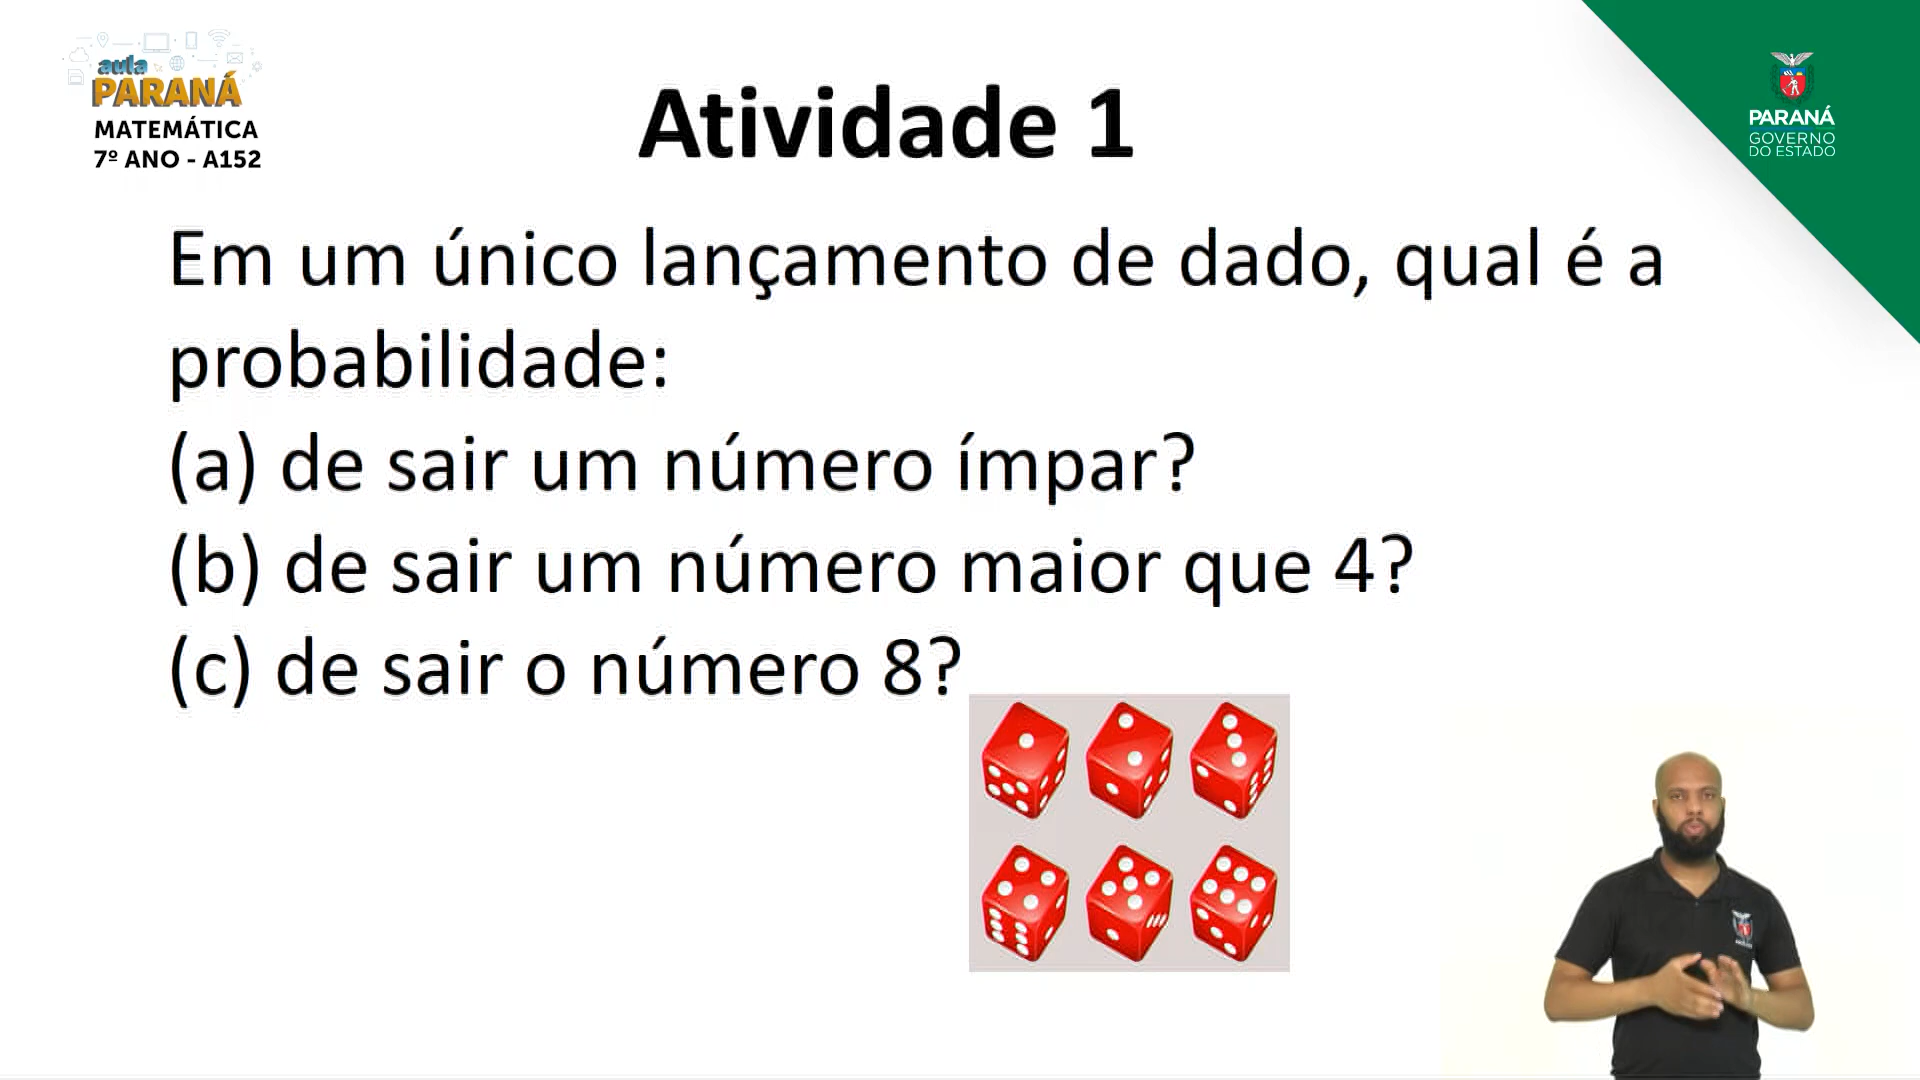 aula
PARANÁ
MATEMÁTICA
7º ANO - A152
Atividade 1
PARANÁ
GOVERNO
DO ESTADO
Em um único lançamento de dado, qual é a
probabilidade:
(a) de sair um número ímpar?
(b) de sair um número maior que 4?
(c) de sair o número 8?